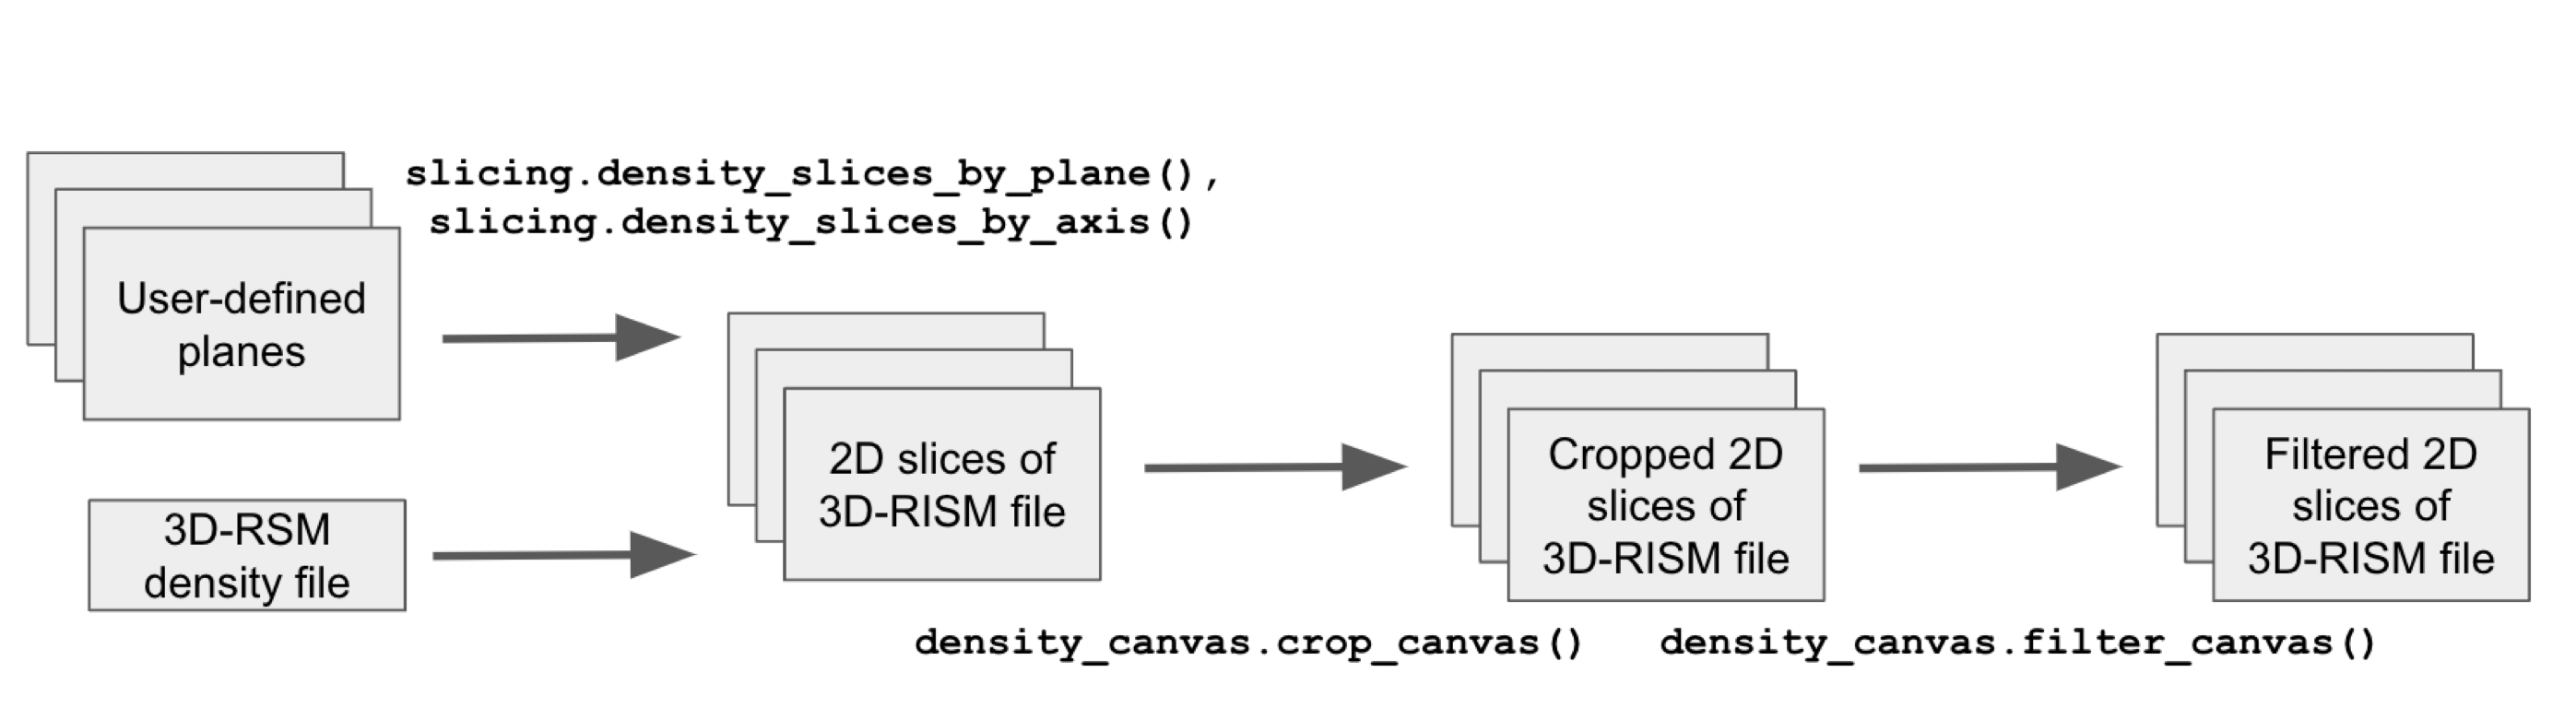 slicing.density_slices_by_plane(),
slicing.density_slices_by_axis()
User-defined
planes
3D-RSM
density file
2D slices of
3D-RISM file
Cropped 2D
slices of
3D-RISM file
Filtered 2D
slices of
3D-RISM file
density_canvas.crop_canvas()
density_canvas.filter_canvas()